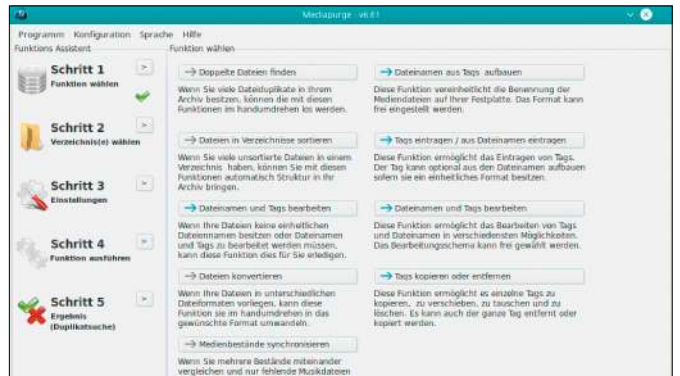 Mediapurge - v6.61
Programm Konfiguration Sprache Hilfe
Funktions Assistent
Schritt 1
Funktion wählen
Schritt 2
Verzeichnis(e) wählen
Schritt 3
Einstellungen
Schritt 4
Funktion ausführen
Schritt 5
Ergebnis
(Duplikatsuche)
Funktion wählen
Doppelte Dateien finden
Wenn Sie viele Dateiduplikate in Ihrem
Archiv besitzen, können die mit diesen
Funktionen im handumdrehen los werden.
Dateien in Verzeichnisse sortieren
Wenn Sie viele unsortierte Dateien in einem
Verzeichnis haben, können Sie mit diesen
Funktionen automatisch Struktur in Ihr
Archiv bringen.
Dateinamen und Tags bearbeiten
Wenn Ihre Dateien keine einheitlichen
Dateiennamen besitzen oder Dateinamen
und Tags zu bearbeitet werden müssen,
kann diese Funktion dies für Sie erledigen.
Dateien konvertieren
Wenn Ihre Dateien in unterschiedlichen
Dateiformaten vorliegen, kann diese
Funktion sie im handumdrehen in das
gewünschte Format umwandeln.
Medienbestände synchronisieren
Wenn Sie mehrere Bestände miteinander
vergleichen und nur fehlende Musikdateien
Dateinamen aus Tags aufbauen
Diese Funktion vereinheitlicht die Benennung der
Mediendateien auf Ihrer Festplatte. Das Format kann
frei eingestellt werden.
Tags eintragen / aus Dateinamen eintragen
Diese Funktion ermöglicht das Eintragen von Tags.
Der Tag kann optional aus den Dateinamen aufbauen
sofern sie ein einheitliches Format besitzen.
Dateinamen und Tags bearbeiten
Diese Funktion ermöglicht das Bearbeiten von Tags
und Dateinamen in verschiedensten Möglichkeiten.
Das Bearbeitungsschema kann frei gewählt werden.
Tags kopieren oder entfernen
Diese Funktion ermöglicht es einzelne Tags zu
kopieren, zu verschieben, zu tauschen und zu
löschen. Es kann auch der ganze Tag entfernt oder
kopiert werden.